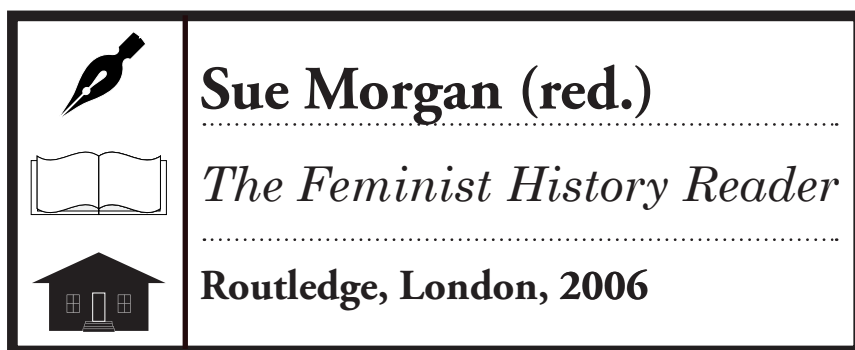 Sue Morgan (red.)
The Feminist History Reader
Routledge, London, 2006